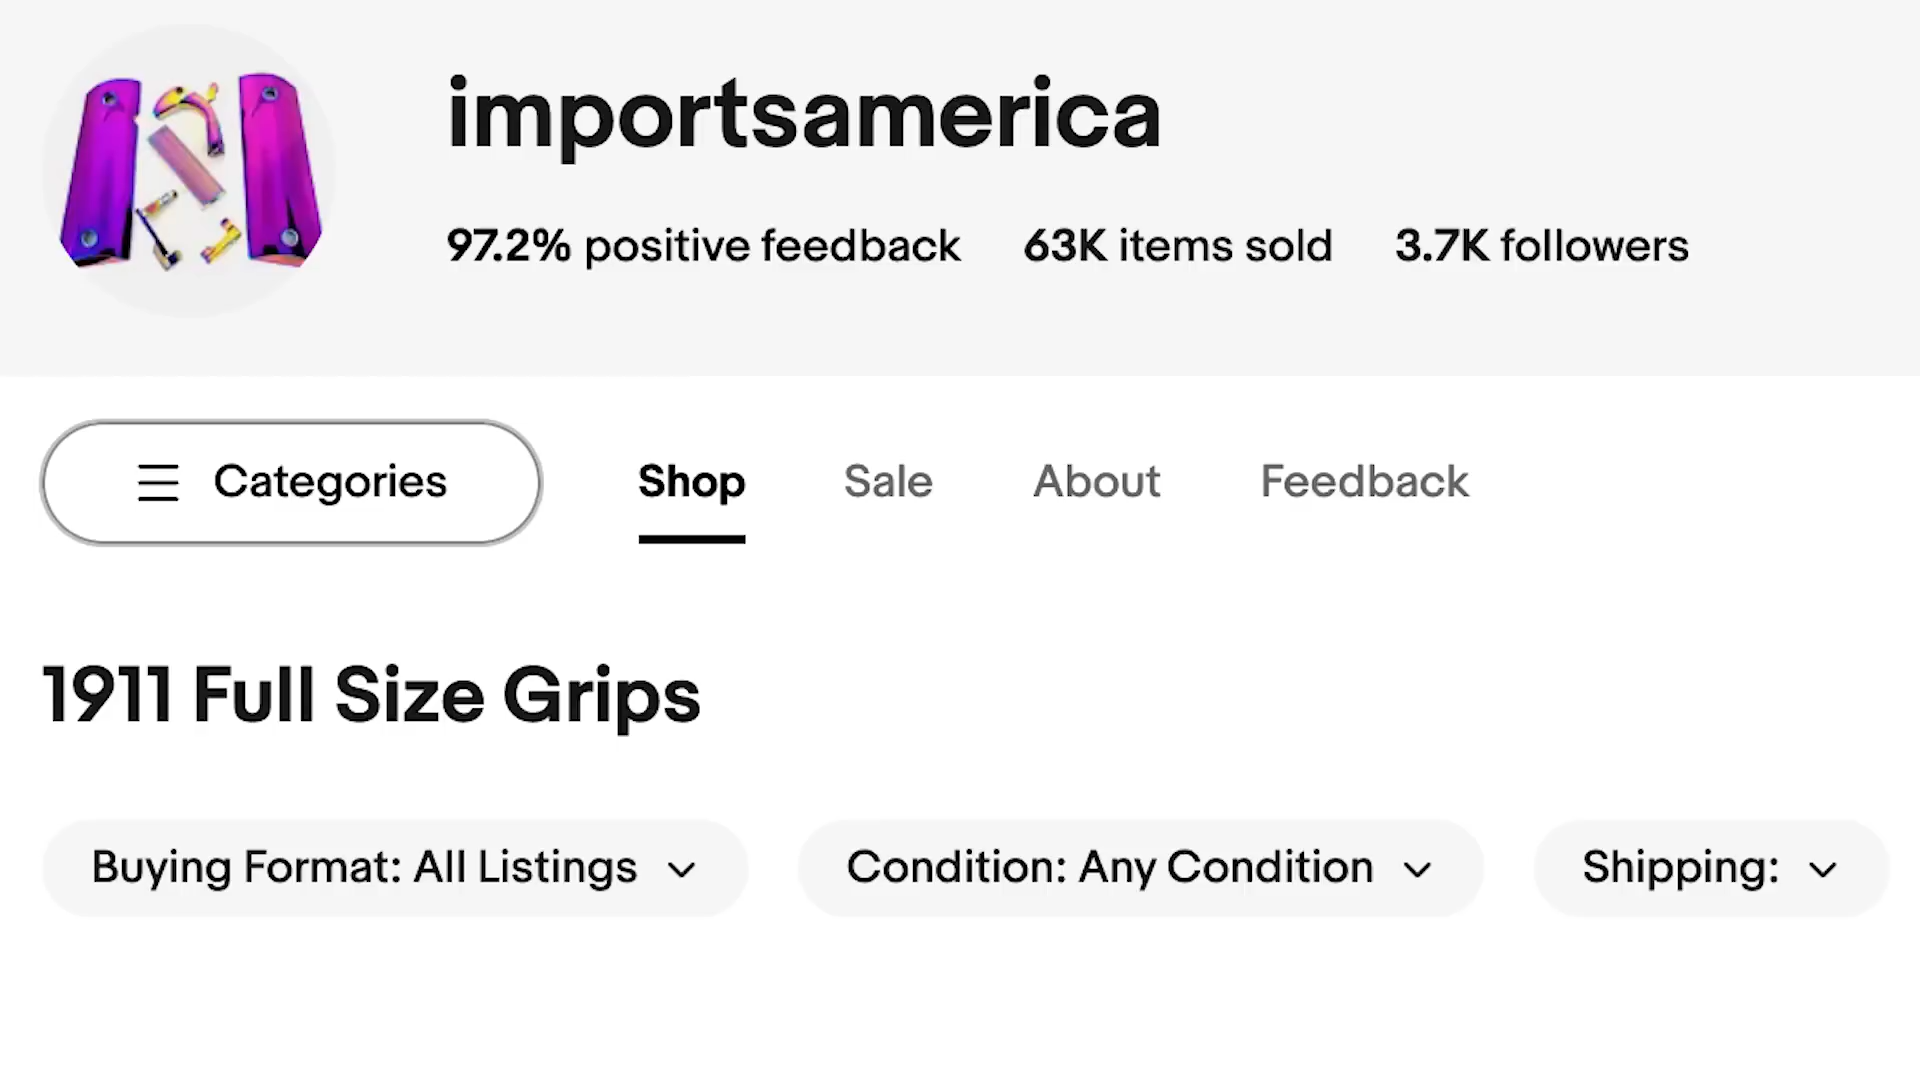 importsamerica
97.2% positive feedback 63K items sold 3.7K followers
Categories Shop Sale About Feedback
1911 Full Size Grips
Buying Format: All Listings Condition: Any Condition Shipping: